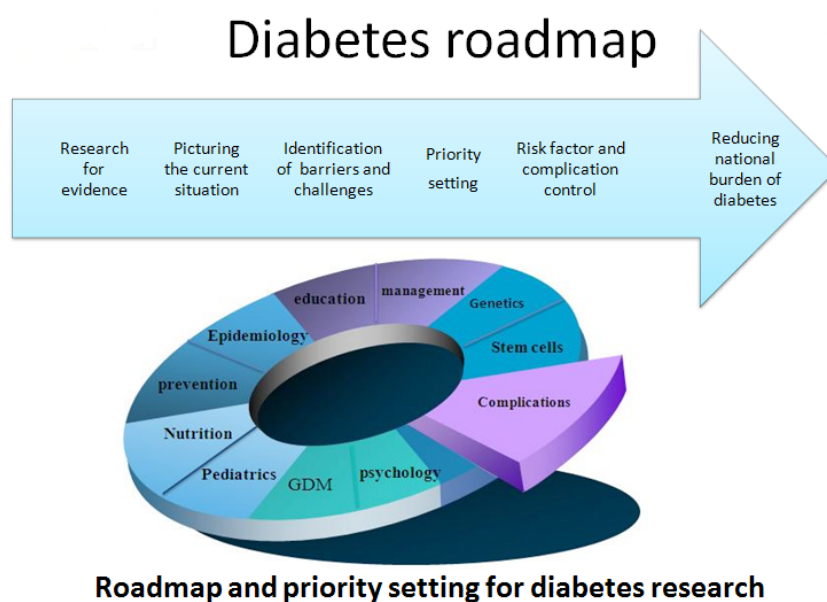 Diabetes roadmap
Research
for
evidence
Picturing
the current
situation
Identification
of barriers and
challenges
Priority
setting
Risk factor and
complication
control
Reducing
national
burden of
diabetes
education
management
Genetics
Epidemiology
Stem cells
prevention
Complications
Nutrition
Pediatrics
GDM
psychology
Roadmap and priority setting for diabetes research